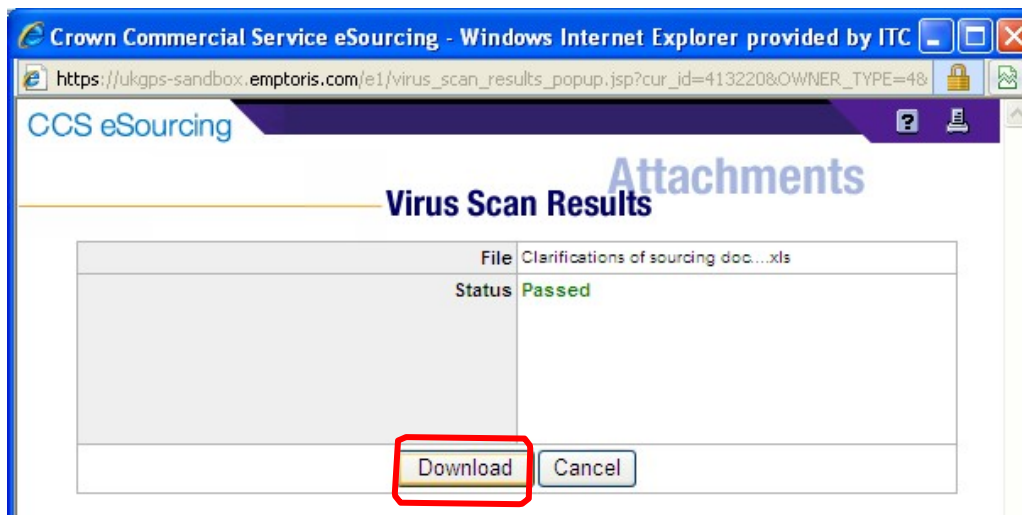 Crown Commercial Service eSourcing - Windows Internet Explorer provided by ITC
https://ukgps-sandbox.emptoris.com/e1/virus_scan_results_popup.jsp?cur_id=413220&OWNER_TYPE=4&
CCS eSourcing
?
Attachments
Virus Scan Results
File Clarifications of sourcing doc....xls
Status Passed
Download Cancel